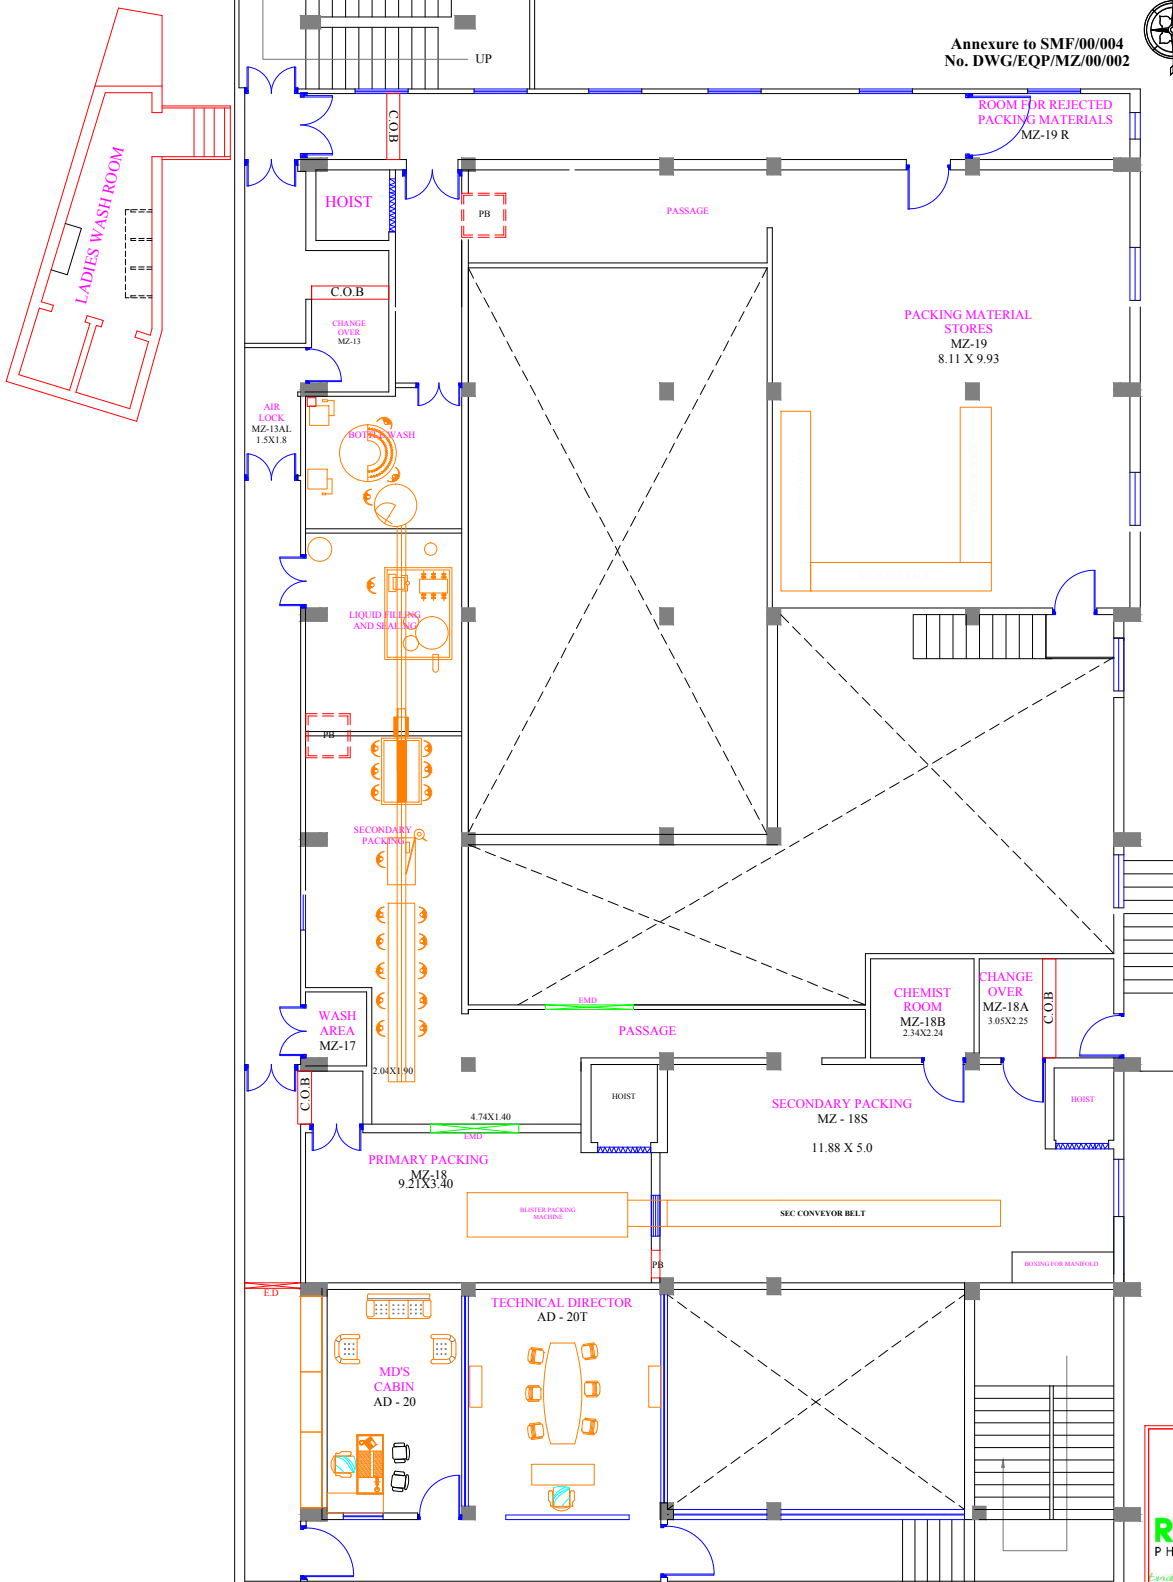 UP
Annexure to SMF/00/004
No. DWG/EQP/MZ/00/002
C.O.B
ROOM FOR REJECTED
PACKING MATERIALS
MZ-19 R
LADIES WASH ROOM
HOIST
PB
PASSAGE
C.O.B
CHANGE
OVER
MZ-13
PACKING MATERIAL
STORES
MZ-19
8.11 X 9.93
AIR
LOCK
MZ-13AL
1.5X1.8
BOTTLE WASH
LIQUID FILLING
AND SEALING
PB
SECONDARY
PACKING
WASH
AREA
MZ-17
EMD
PASSAGE
CHEMIST
ROOM
MZ-18B
2.34X2.24
CHANGE
OVER
MZ-18A
3.05X2.25
C.O.B
2.04X1.90
C.O.B
4.74X1.40
EMD
HOIST
SECONDARY PACKING
MZ - 18S
11.88 X 5.0
HOIST
PRIMARY PACKING
MZ-18
9.21X3.40
BLISTER PACKING
MACHINE
SEC CONVEYOR BELT
PB
BOXING FOR MANIFOLD
E.D
TECHNICAL DIRECTOR
AD - 20T
MD'S
CABIN
AD - 20
R
P H